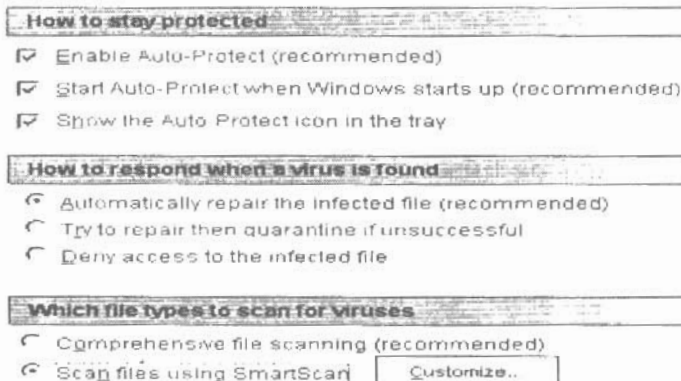 How to stay protected
Enable Auto-Protect (recommended)
Start Auto-Protect when Windows starts up (recommended)
Show the Auto Protect icon in the tray
How to respond when a virus is found
Automatically repair the infected file (recommended)
Try to repair then quarantine if unsuccessful
Deny access to the infected file
Which file types to scan for viruses
Comprehensive file scanning (recommended)
Scan files using SmartScan Customize..